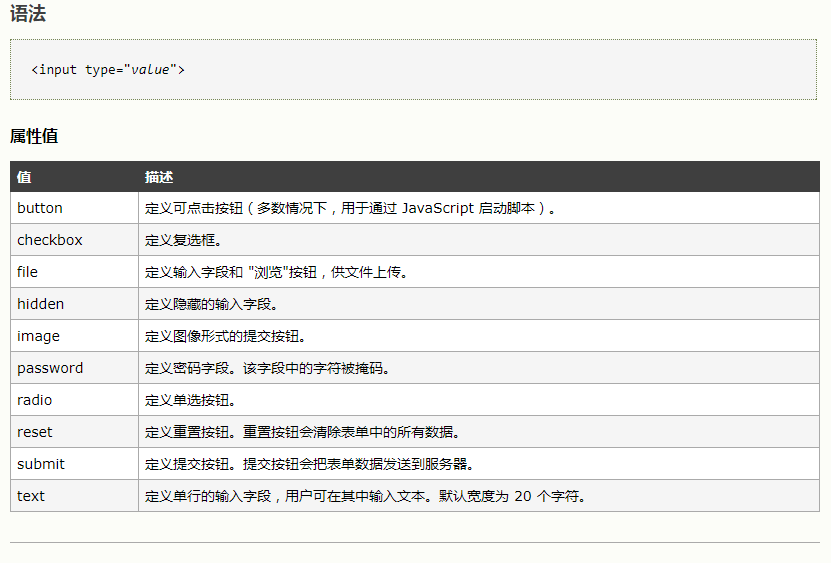 语法
<input type="value">
属性值
值 描述
button 定义可点击按钮（多数情况下，用于通过 JavaScript 启动脚本）。
checkbox 定义复选框。
file 定义输入字段和 "浏览"按钮，供文件上传。
hidden 定义隐藏的输入字段。
image 定义图像形式的提交按钮。
password 定义密码字段。该字段中的字符被掩码。
radio 定义单选按钮。
reset 定义重置按钮。重置按钮会清除表单中的所有数据。
submit 定义提交按钮。提交按钮会把表单数据发送到服务器。
text 定义单行的输入字段，用户可在其中输入文本。默认宽度为 20 个字符。